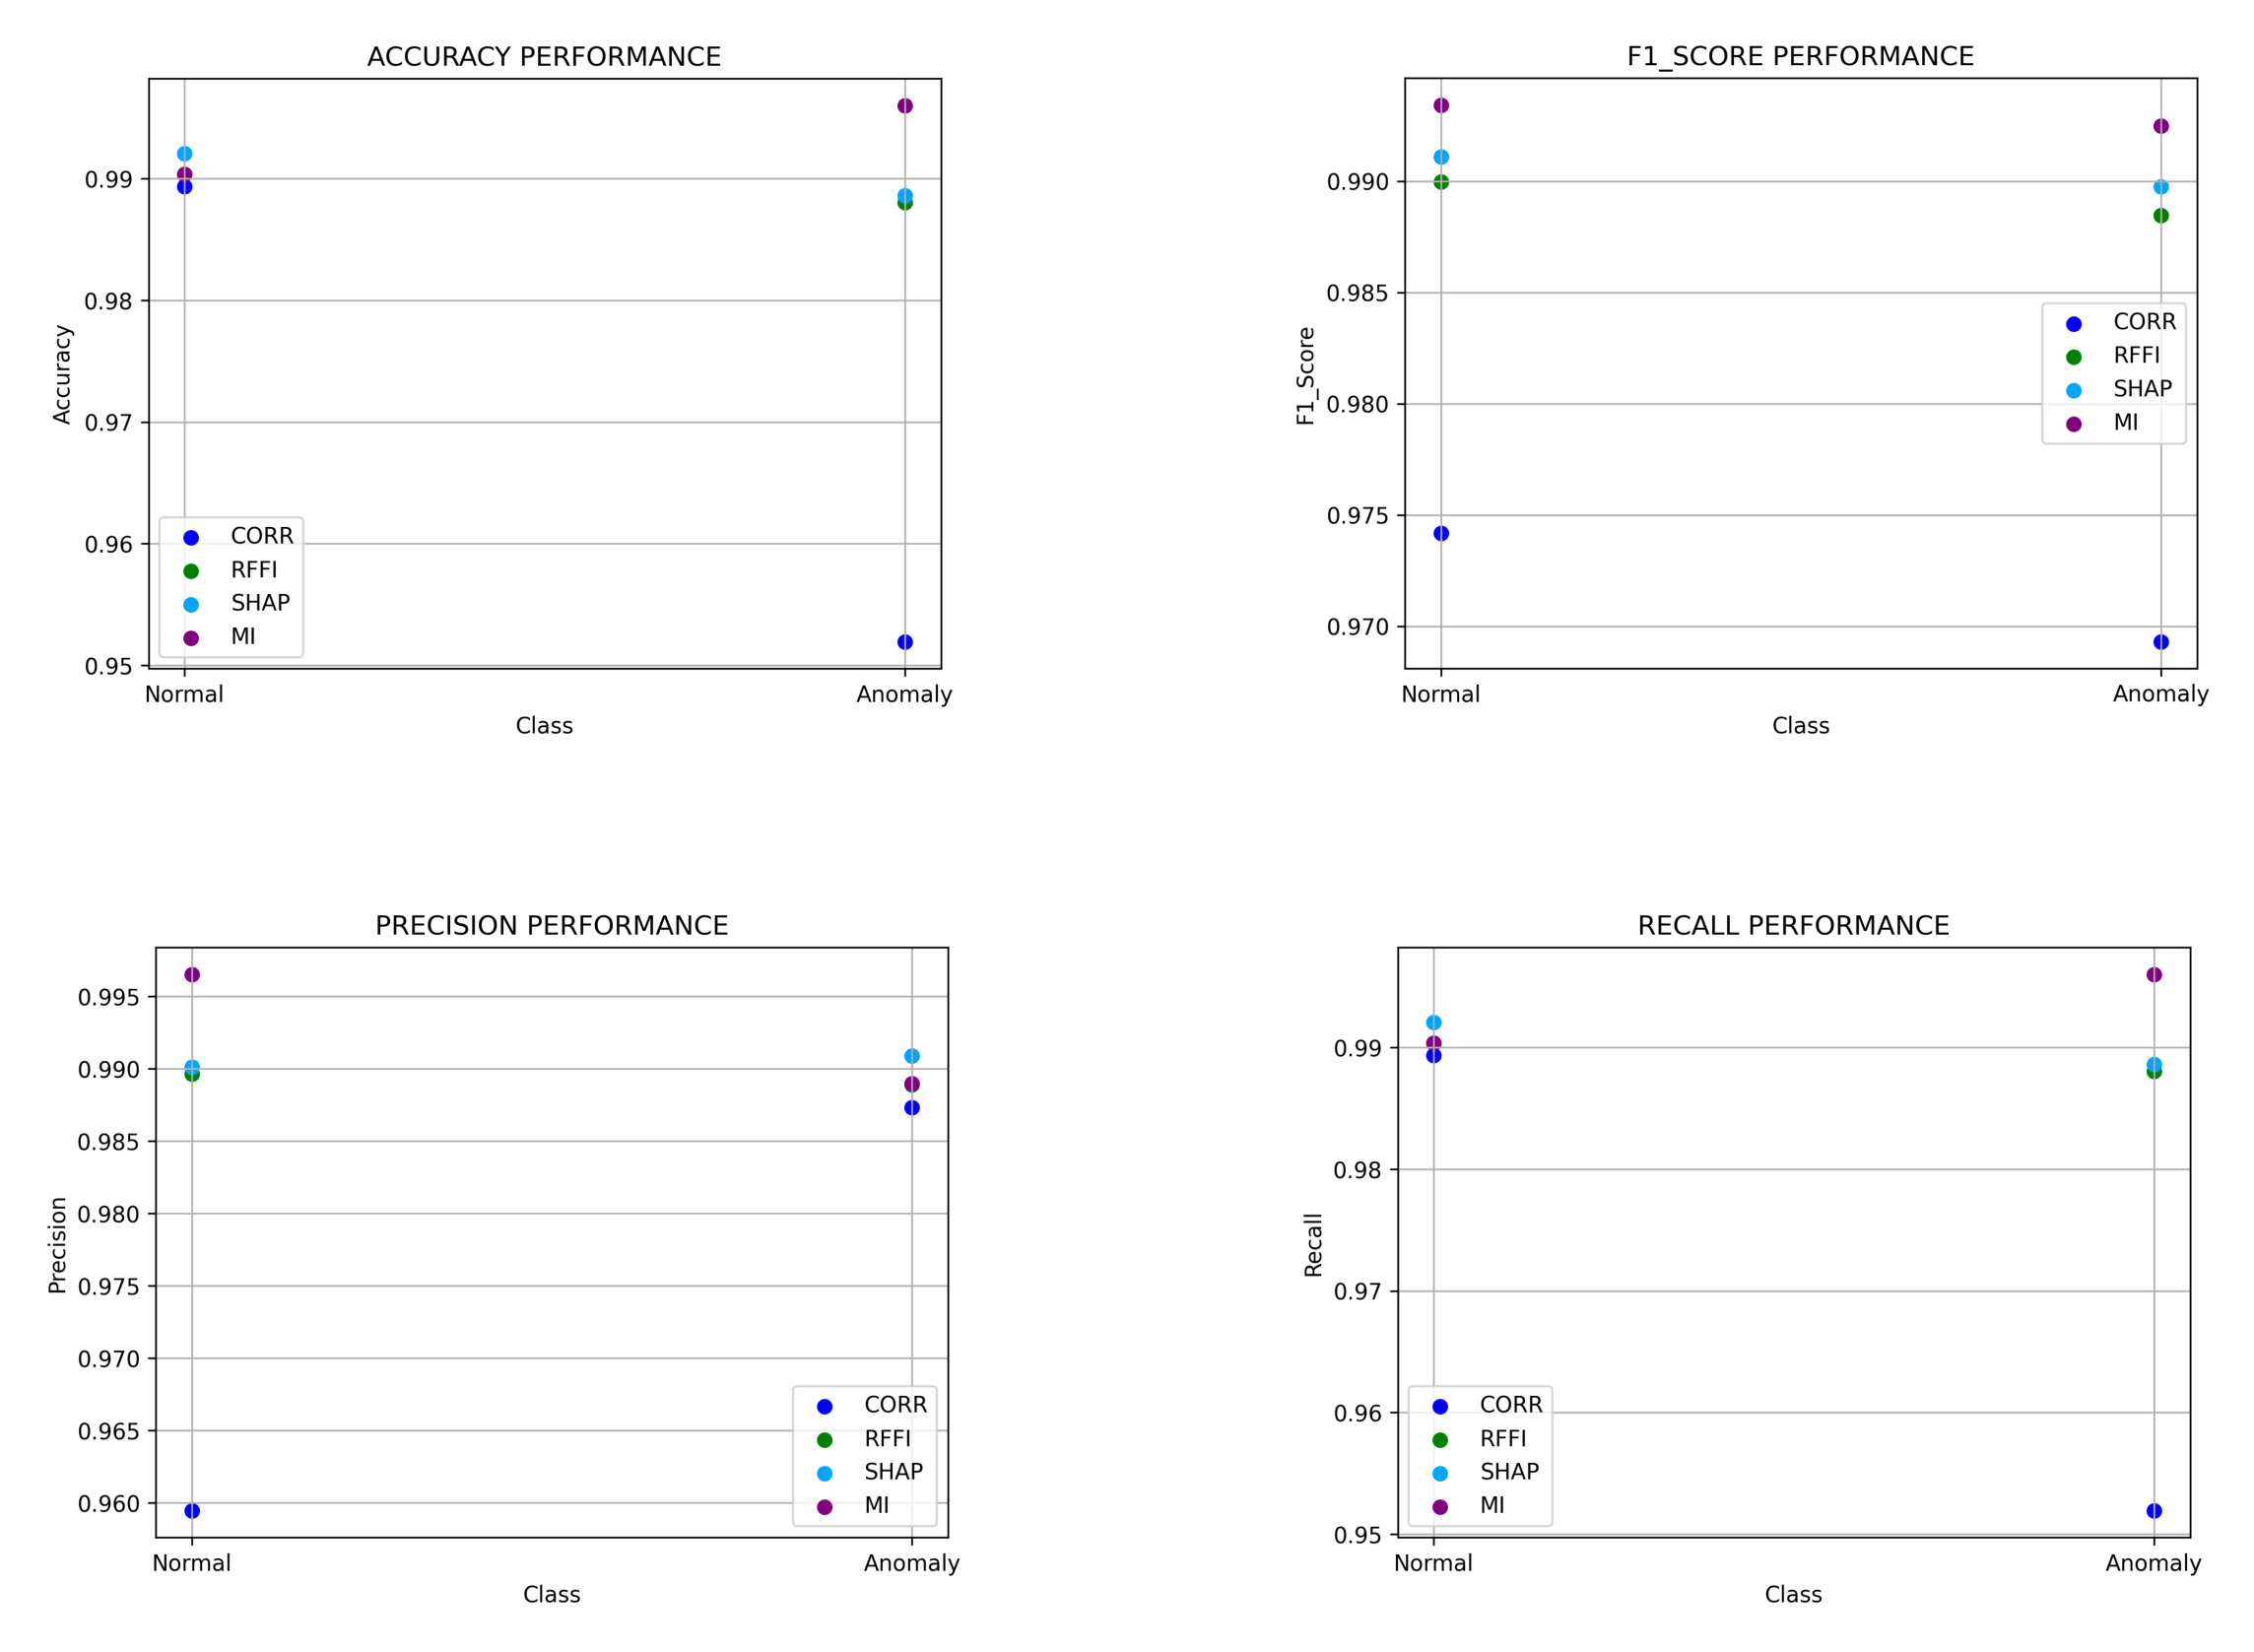 ACCURACY PERFORMANCE
0.99
0.98
0.97
0.96
0.95
Accuracy
CORR
RFFI
SHAP
MI
Normal
Anomaly
Class
F1_SCORE PERFORMANCE
0.990
0.985
0.980
0.975
0.970
F1_Score
CORR
RFFI
SHAP
MI
Normal
Anomaly
Class
PRECISION PERFORMANCE
0.995
0.990
0.985
0.980
0.975
0.970
0.965
0.960
Precision
CORR
RFFI
SHAP
MI
Normal
Anomaly
Class
RECALL PERFORMANCE
0.99
0.98
0.97
0.96
0.95
Recall
CORR
RFFI
SHAP
MI
Normal
Anomaly
Class